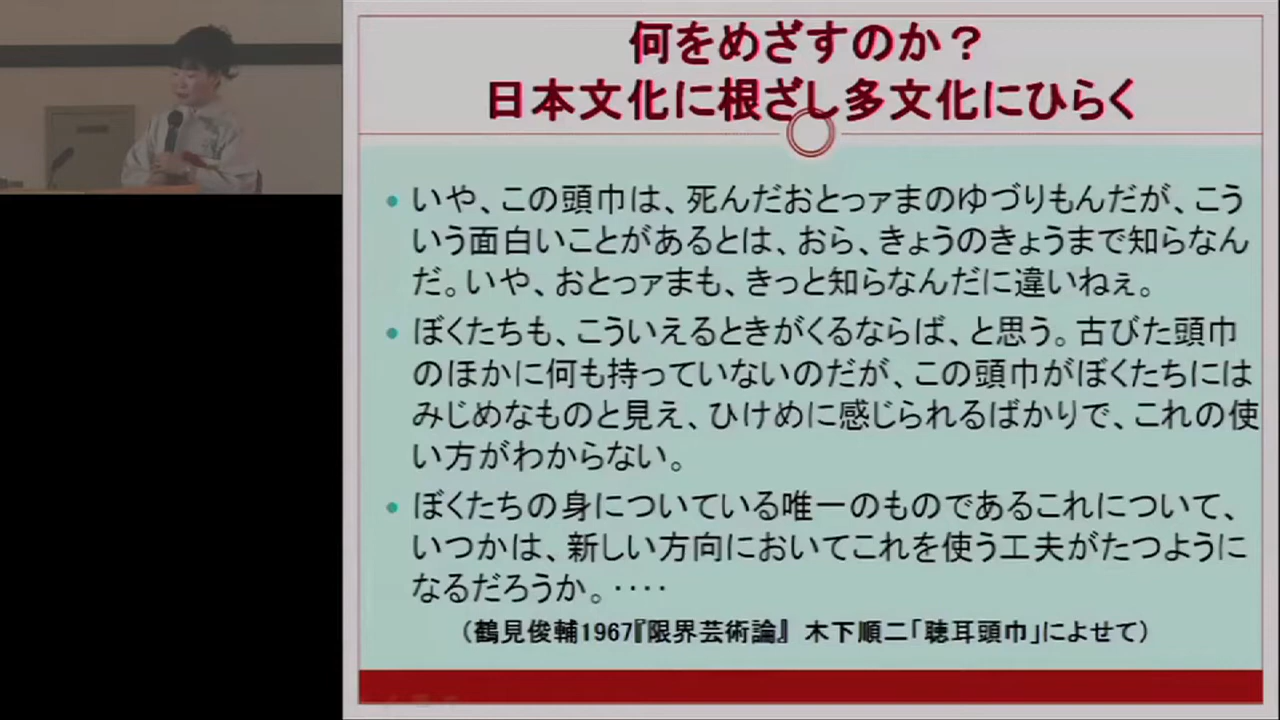 何をめざすのか？
日本文化に根ざし多文化にひらく
• いや、この頭巾は、死んだおとっァまのゆづりもんだが、こう
いう面白いことがあるとは、おら、きょうのきょうまで知らなん
だ。いや、おとっァまも、きっと知らなんだに違いねぇ。
• ぼくたちも、こういえるときがくるならば、と思う。古びた頭巾
のほかに何も持っていないのだが、この頭巾がぼくたちには
みじめなものと見え、ひけめに感じられるばかりで、これの使
い方がわからない。
• ぼくたちの身についている唯一のものであるこれについて、
いつかは、新しい方向においてこれを使う工夫がたつように
なるだろうか。・・・・
（鶴見俊輔1967『限界芸術論』 木下順二「聴耳頭巾」によせて）